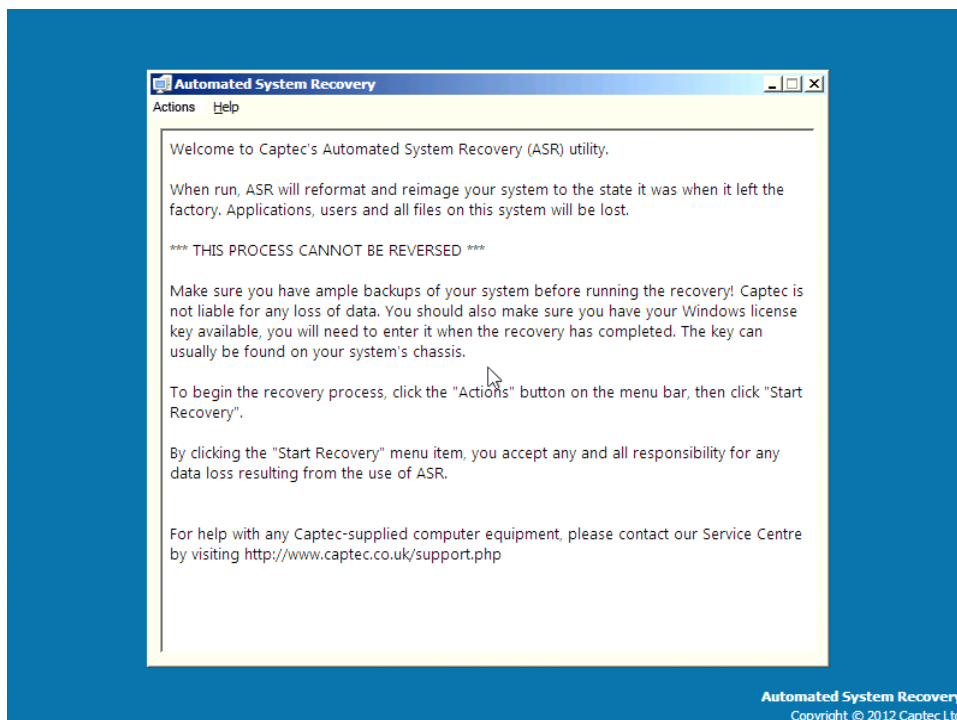 Automated System Recovery
Actions Help
Welcome to Captec's Automated System Recovery (ASR) utility.
When run, ASR will reformat and reimage your system to the state it was when it left the
factory. Applications, users and all files on this system will be lost.
*** THIS PROCESS CANNOT BE REVERSED ***
Make sure you have ample backups of your system before running the recovery! Captec is
not liable for any loss of data. You should also make sure you have your Windows license
key available, you will need to enter it when the recovery has completed. The key can
usually be found on your system's chassis.
To begin the recovery process, click the "Actions" button on the menu bar, then click "Start
Recovery".
By clicking the "Start Recovery" menu item, you accept any and all responsibility for any
data loss resulting from the use of ASR.
For help with any Captec-supplied computer equipment, please contact our Service Centre
by visiting http://www.captec.co.uk/support.php
Automated System Recovery
Copyright © 2012 Captec Lt